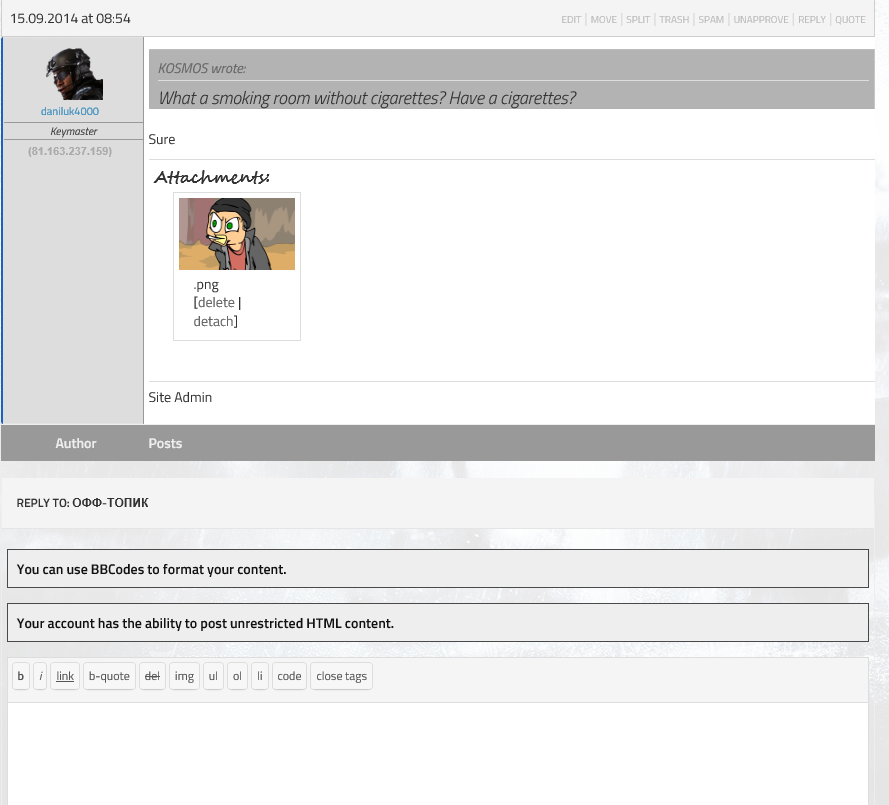 15.09.2014 at 08:54
EDIT | MOVE | SPLIT | TRASH | SPAM | UNAPPROVE | REPLY | QUOTE
daniluk4000
Keymaster
(81.163.237.159)
KOSMOS wrote:
What a smoking room without cigarettes? Have a cigarettes?
Sure
Attachments:
.png
[delete |
detach]
Site Admin
Author Posts
REPLY TO: ОФФ-ТОПИК
You can use BBCodes to format your content.
Your account has the ability to post unrestricted HTML content.
b i link b-quote del img ul ol li code close tags